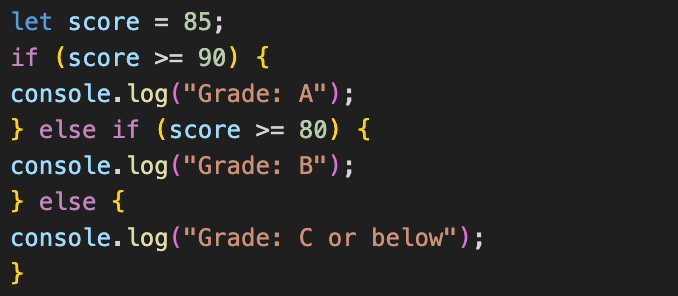 let score = 85;
if (score >= 90) {
console.log("Grade: A");
} else if (score >= 80) {
console.log("Grade: B");
} else {
console.log("Grade: C or below");
}